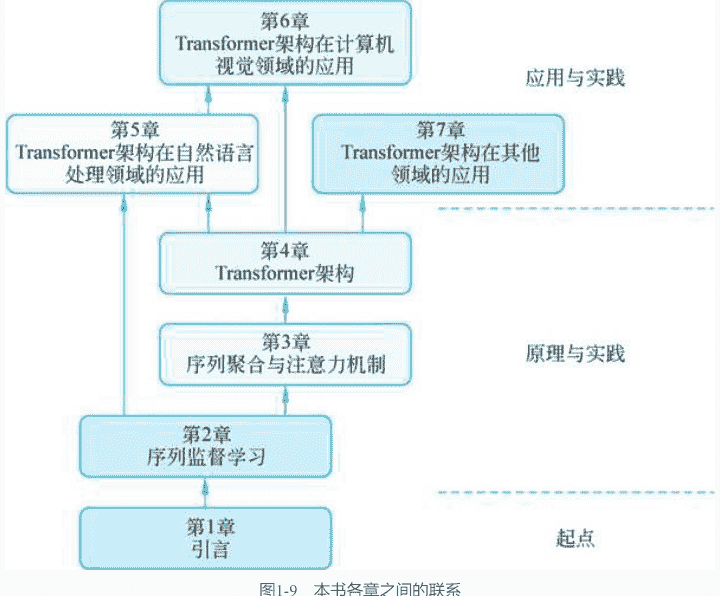 第6章
Transformer架构在计算机
视觉领域的应用
应用与实践
第5章
Transformer架构在自然语言
处理领域的应用
第7章
Transformer架构在其他
领域的应用
第4章
Transformer架构
第3章
序列聚合与注意力机制
原理与实践
第2章
序列监督学习
第1章
引言
起点
图1-9 本书各章之间的联系